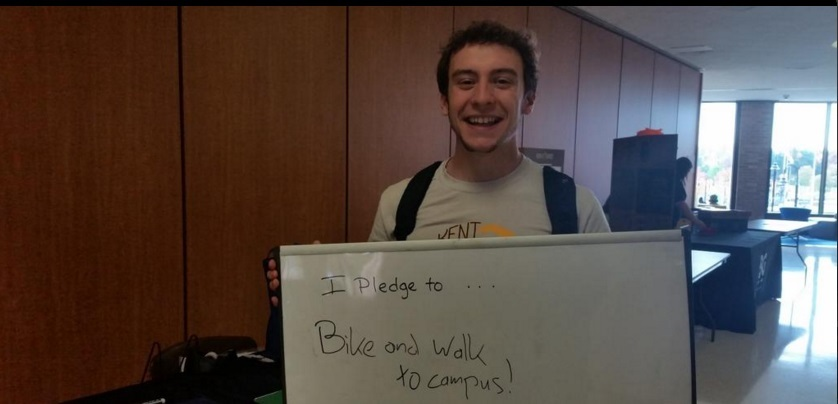 KENT
I Pledge to ...
Bike and Walk
to campus!